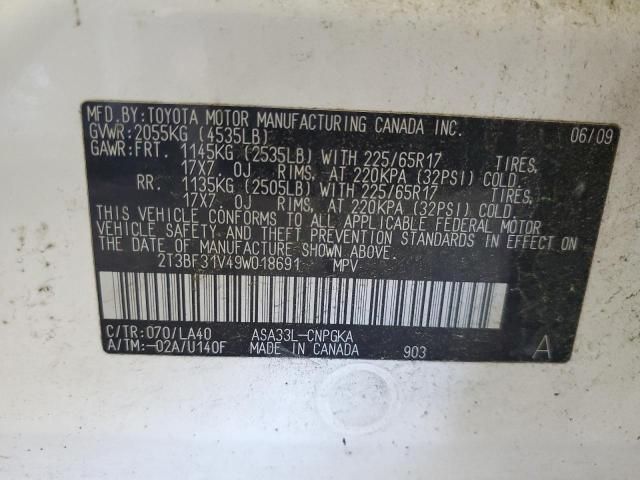 MFD.BY:TOYOTA MOTOR MANUFACTURING CANADA INC.
GVWR:2055KG (4535LB) 06/09
GAWR:FRT. 1145KG (2535LB) WITH 225/65R17 TIRES,
17X7. 0J RIMS, AT 220KPA (32PSI) COLD.
RR. 1135KG (2505LB) WITH 225/65R17 TIRES,
17X7. 0J RIMS, AT 220KPA (32PSI) COLD.
THIS VEHICLE CONFORMS TO ALL APPLICABLE FEDERAL MOTOR
VEHICLE SAFETY AND THEFT PREVENTION STANDARDS IN EFFECT ON
THE DATE OF MANUFACTURE SHOWN ABOVE.
2T3BF31V49W018691 MPV
C/TR:070/LA40 ASA33L-CNPGKA
A/TM:-02A/U140F MADE IN CANADA 903 A